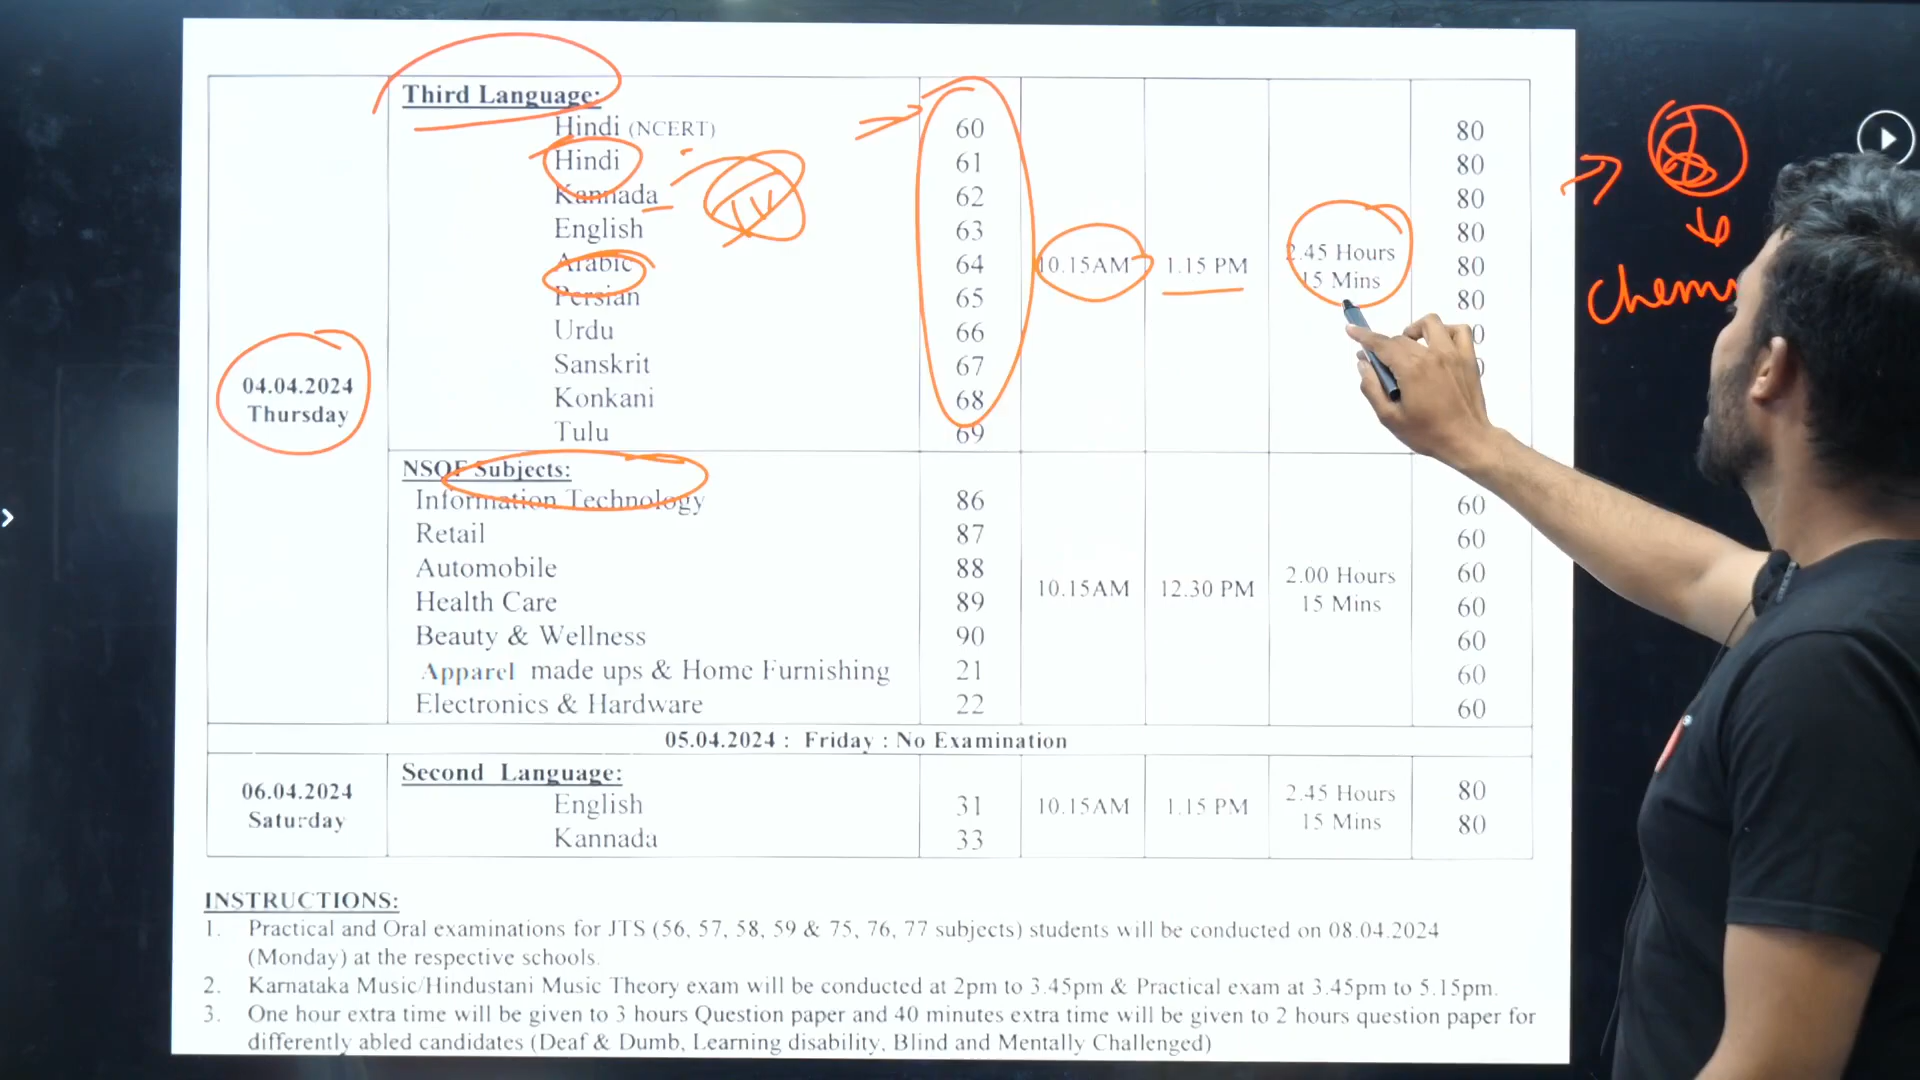 Third Language:
Hindi (NCERT) 60 80
Hindi 61 80
Kannada 62 80
English 63 80
Arabic 64 80
Persian 65 80
Urdu 66
Sanskrit 67
Konkani 68
Tulu 69
10.15AM 1.15 PM 2.45 Hours
15 Mins
04.04.2024
Thursday
NSQF Subjects:
Information Technology 86 60
Retail 87 60
Automobile 88 60
Health Care 89 60
Beauty & Wellness 90 60
Apparel made ups & Home Furnishing 21 60
Electronics & Hardware 22 60
10.15AM 12.30 PM 2.00 Hours
15 Mins
05.04.2024 : Friday : No Examination
06.04.2024
Saturday
Second Language:
English 31 80
Kannada 33 80
10.15AM 1.15 PM 2.45 Hours
15 Mins
INSTRUCTIONS:
1. Practical and Oral examinations for JTS (56, 57, 58, 59 & 75, 76, 77 subjects) students will be conducted on 08.04.2024
(Monday) at the respective schools.
2. Karnataka Music/Hindustani Music Theory exam will be conducted at 2pm to 3.45pm & Practical exam at 3.45pm to 5.15pm.
3. One hour extra time will be given to 3 hours Question paper and 40 minutes extra time will be given to 2 hours question paper for
differently abled candidates (Deaf & Dumb, Learning disability, Blind and Mentally Challenged)